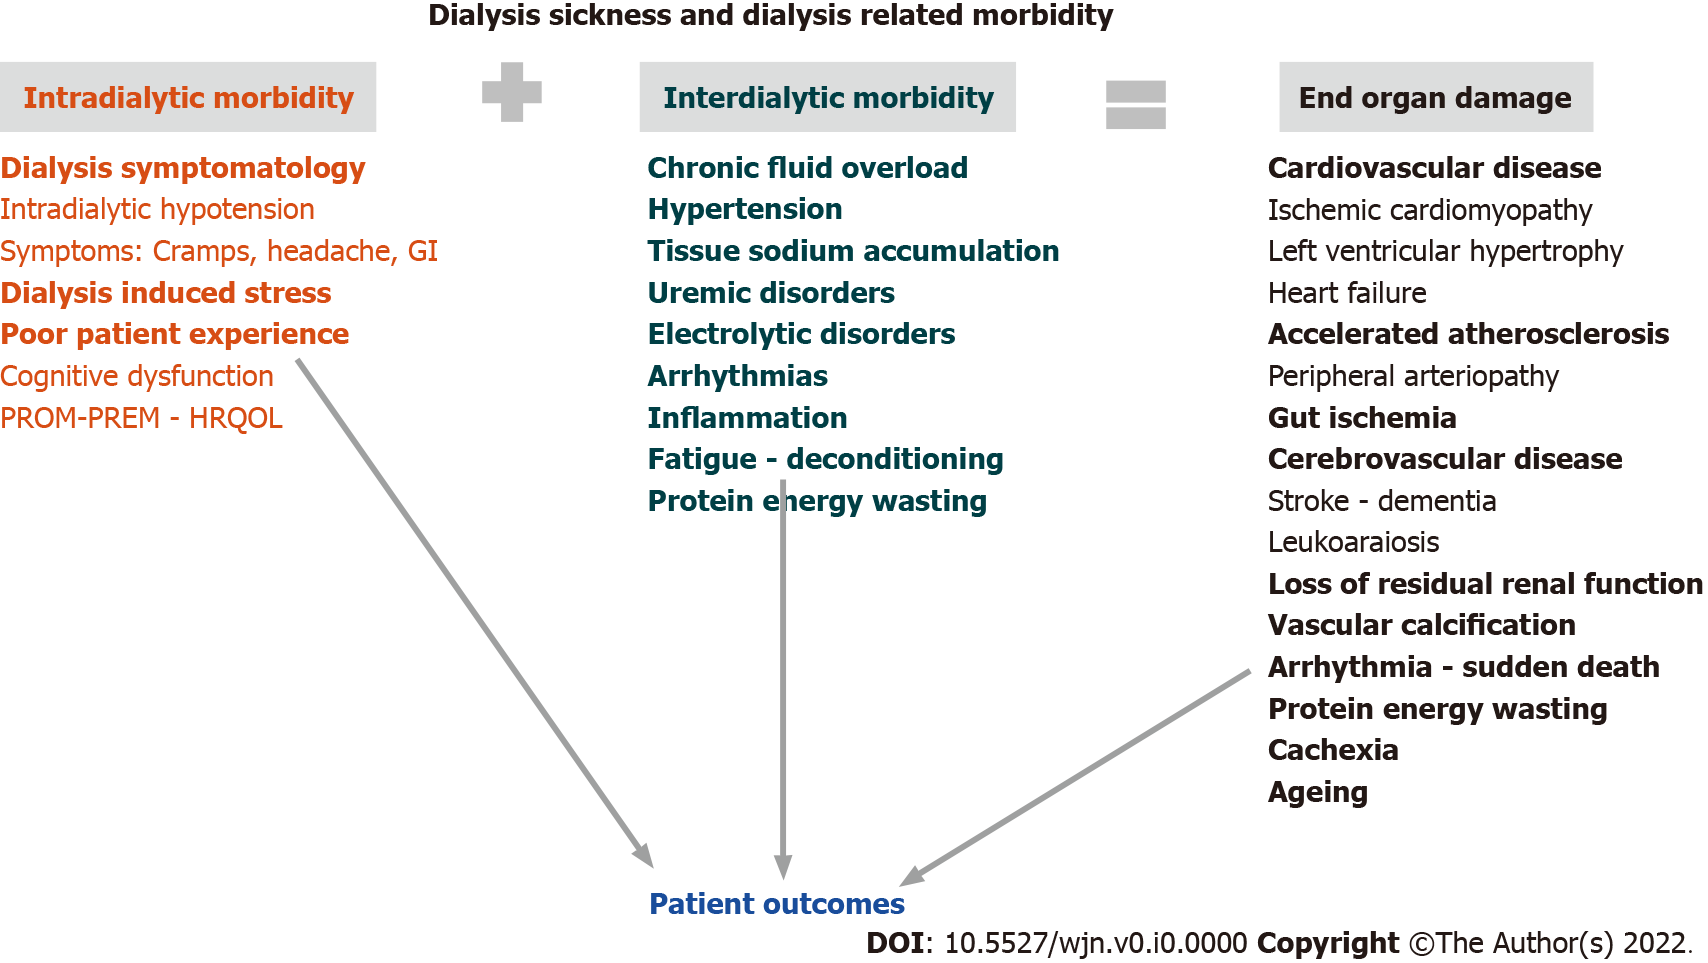 Dialysis sickness and dialysis related morbidity
Intradialytic morbidity
Dialysis symptomatology
Intradialytic hypotension
Symptoms: Cramps, headache, GI
Dialysis induced stress
Poor patient experience
Cognitive dysfunction
PROM-PREM - HRQOL
Interdialytic morbidity
Chronic fluid overload
Hypertension
Tissue sodium accumulation
Uremic disorders
Electrolytic disorders
Arrhythmias
Inflammation
Fatigue - deconditioning
Protein energy wasting
End organ damage
Cardiovascular disease
Ischemic cardiomyopathy
Left ventricular hypertrophy
Heart failure
Accelerated atherosclerosis
Peripheral arteriopathy
Gut ischemia
Cerebrovascular disease
Stroke - dementia
Leukoaraiosis
Loss of residual renal function
Vascular calcification
Arrhythmia - sudden death
Protein energy wasting
Cachexia
Ageing
Patient outcomes
DOI: 10.5527/wjn.v0.i0.0000 Copyright ©The Author(s) 2022.